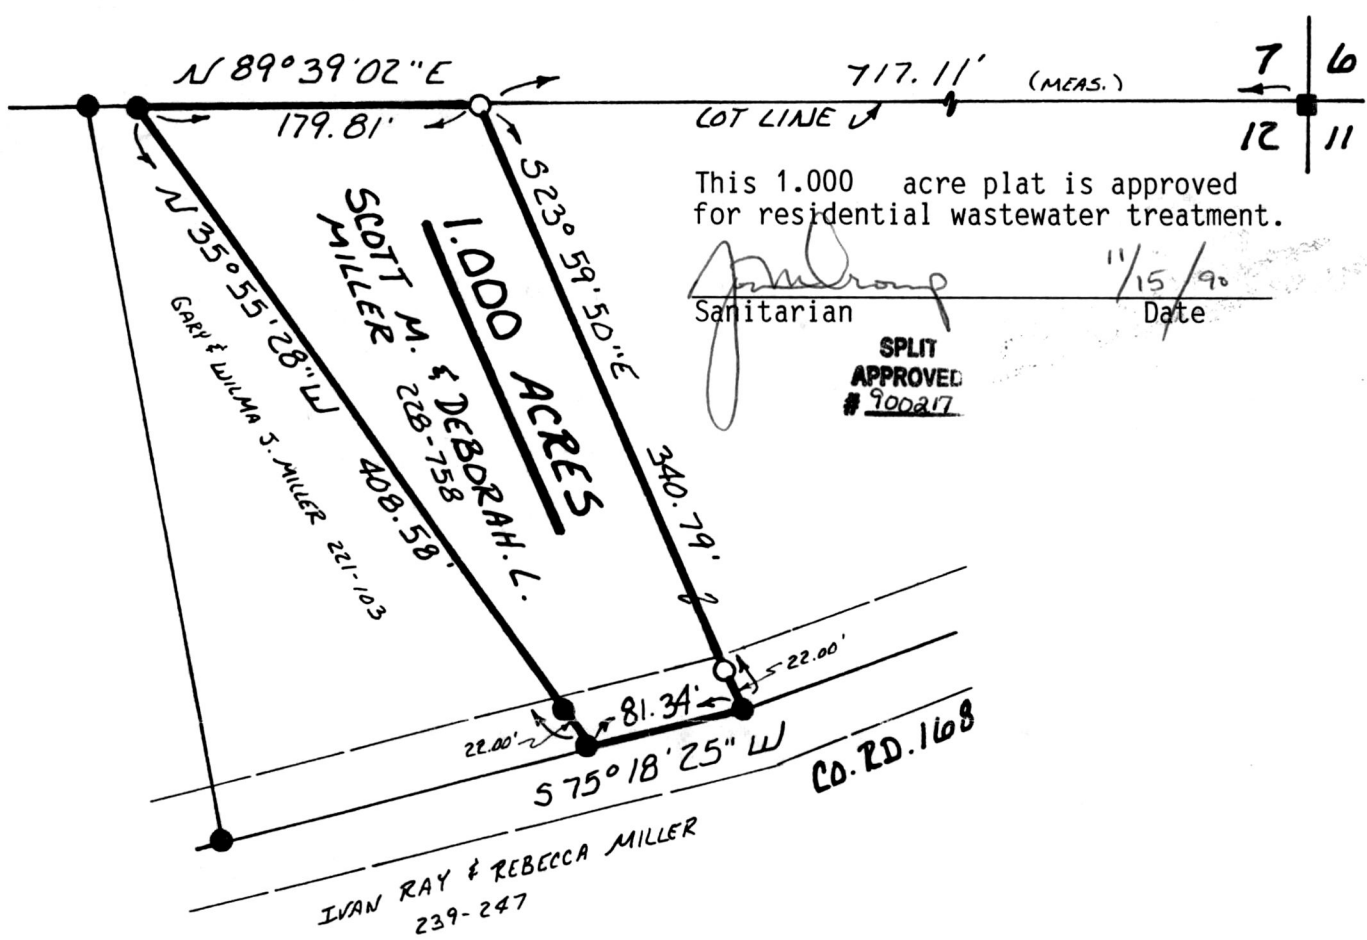 N 89° 39' 02" E
179.81'
717.11' (MEAS.)
LOT LINE
7 6
12 11
This 1.000 acre plat is approved
for residential wastewater treatment.
11/15/90
Sanitarian Date
SPLIT
APPROVED
# 900217
S 23° 59' 50" E
340.79'
1.000 ACRES
SCOTT M. & DEBORAH. L.
MILLER 228-758
N 35° 55' 28" W
408.58'
GARY & WILMA J. MILLER 221-103
22.00'
22.00'
81.34'
S 75° 18' 25" W
CO. RD. 168
IVAN RAY & REBECCA MILLER
239-247